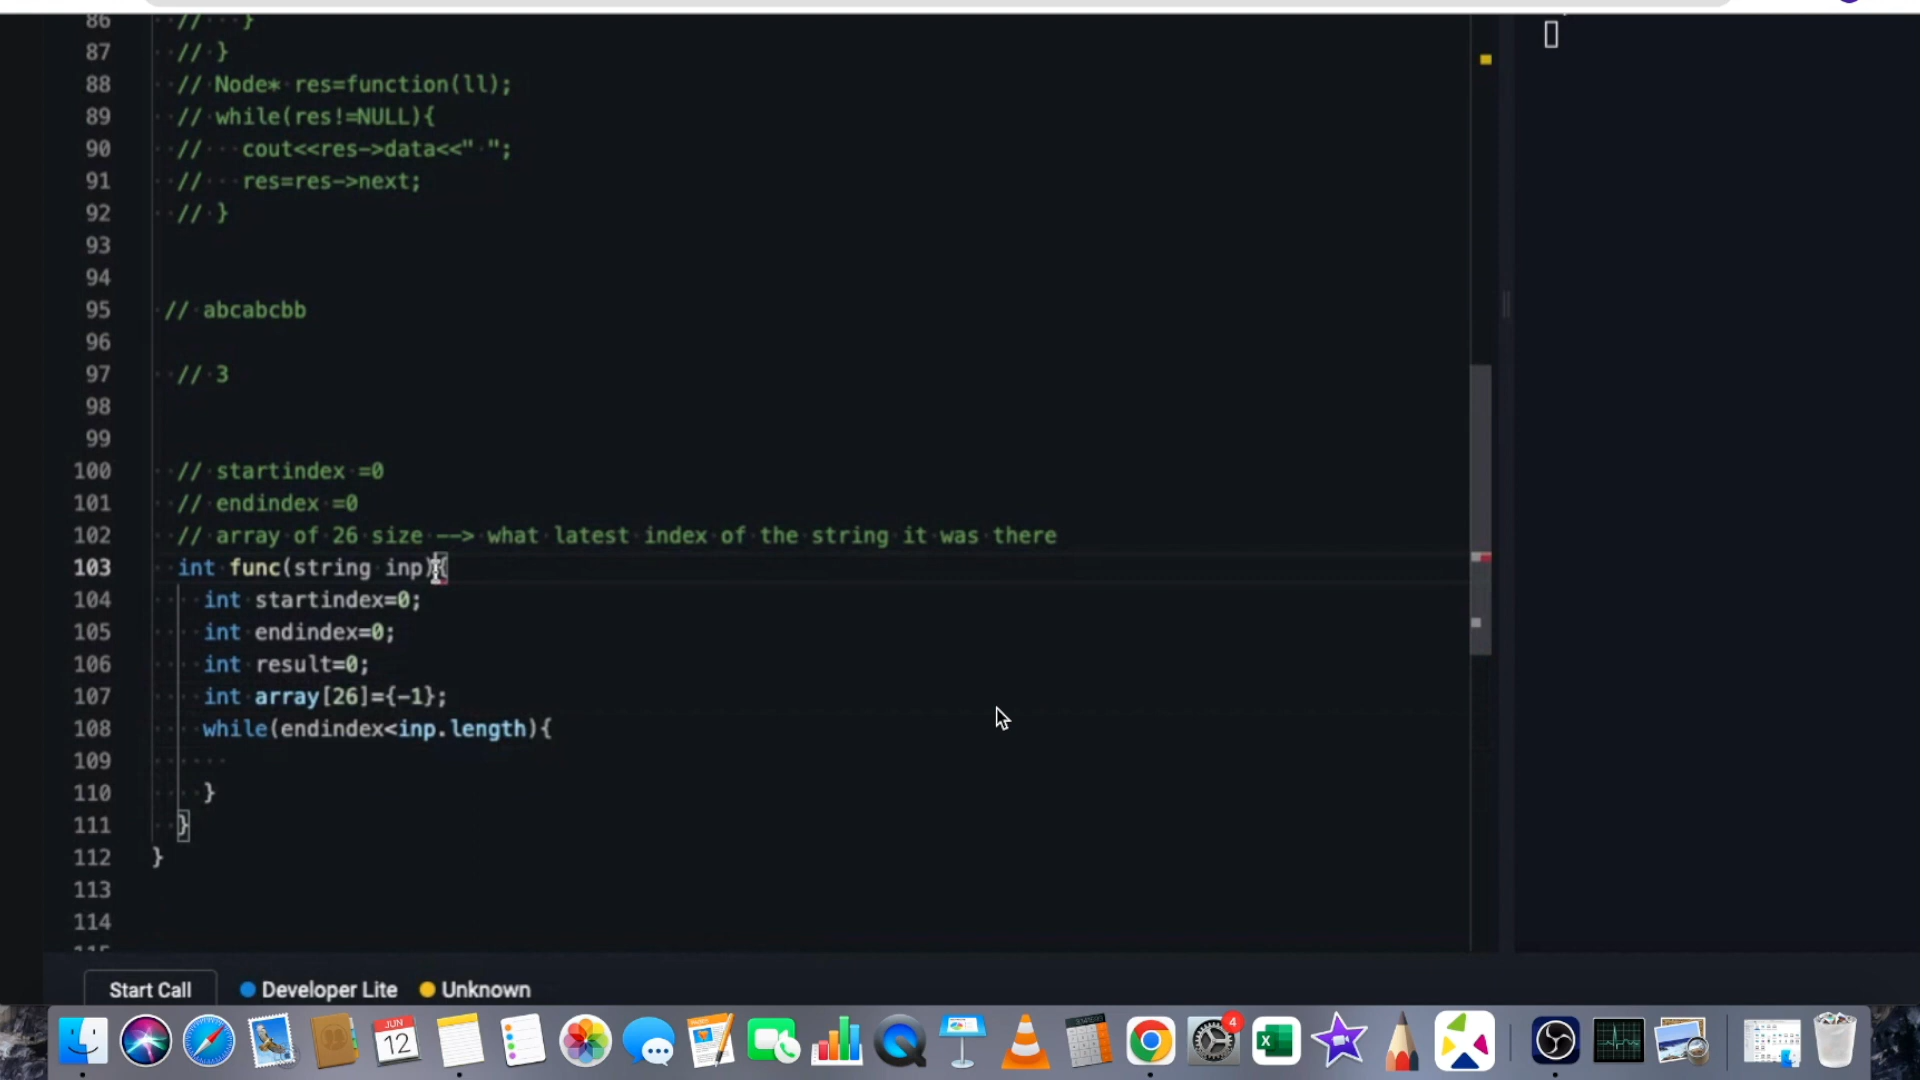 86 // }
87 // }
88 // Node* res=function(ll);
89 // while(res!=NULL){
90 // cout<<res->data<<" ";
91 // res=res->next;
92 // }
93
94
95 // abcabcbb
96
97 // 3
98
99
100 // startindex =0
101 // endindex =0
102 // array of 26 size --> what latest index of the string it was there
103 int func(string inp){
104 int startindex=0;
105 int endindex=0;
106 int result=0;
107 int array[26]={-1};
108 while(endindex<inp.length){
109
110 }
111 }
112 }
113
114
Start Call Developer Lite Unknown
JUN
12
4